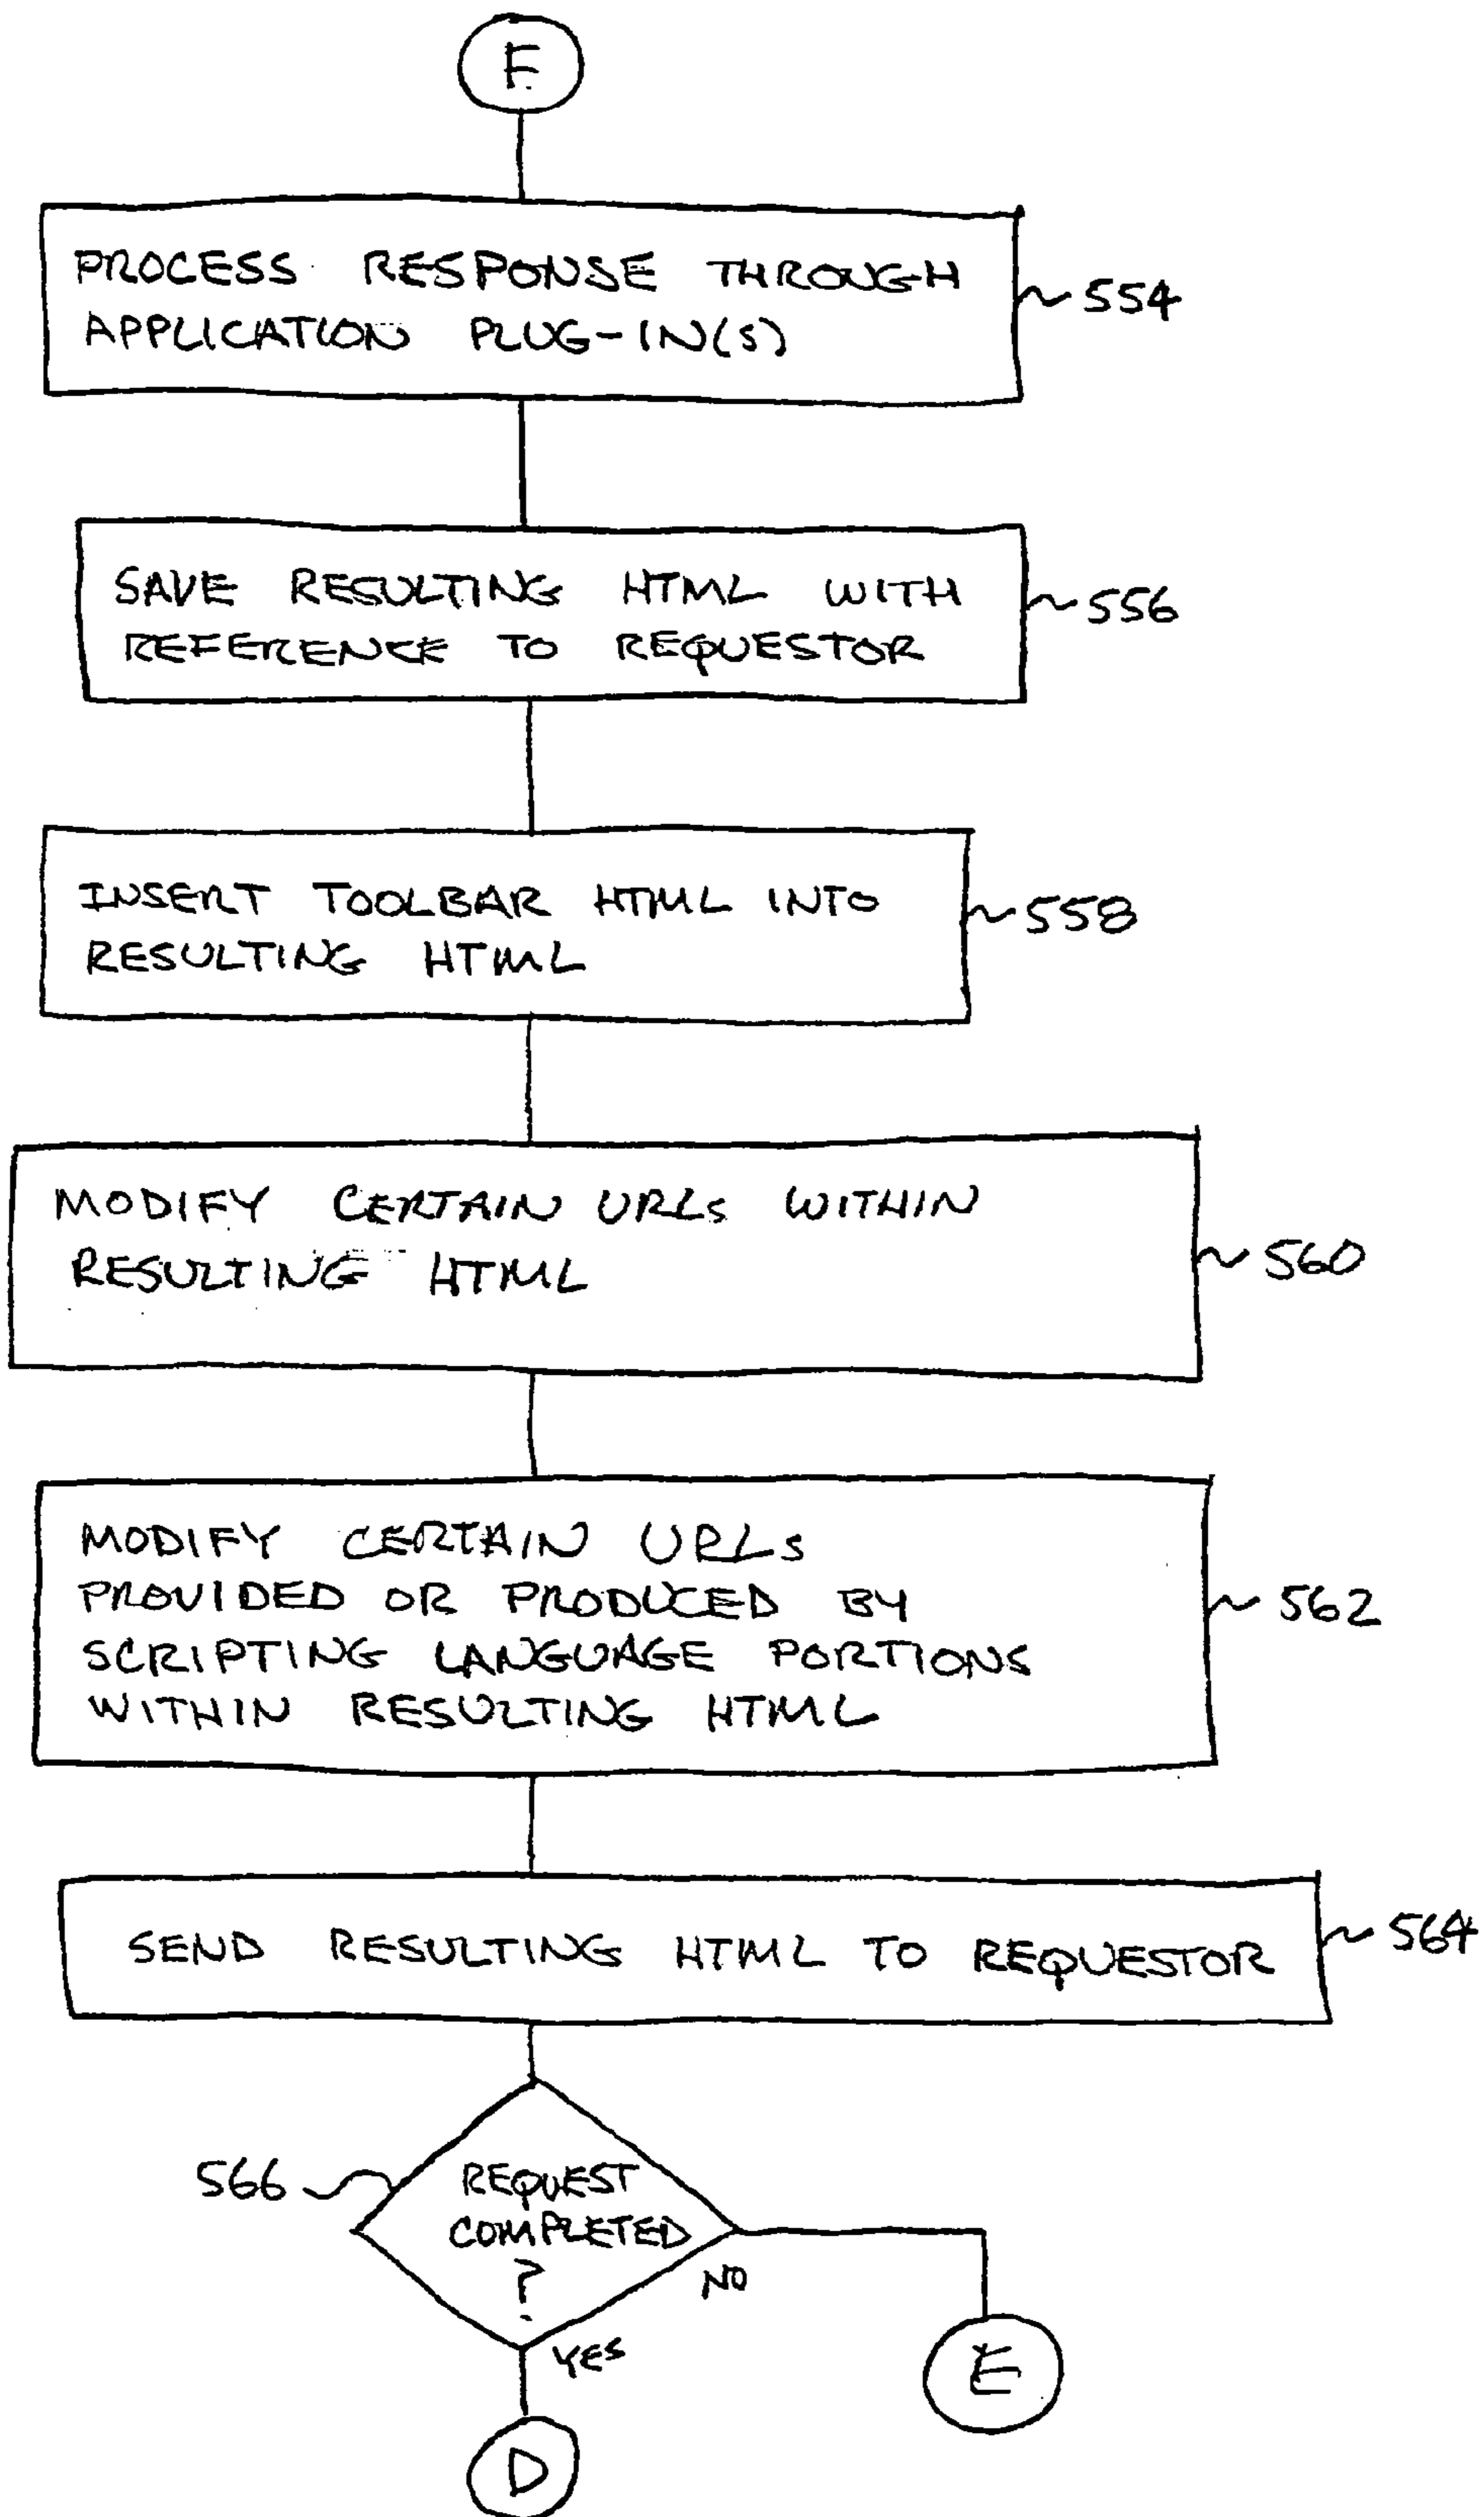 F
PROCESS RESPONSE THROUGH
APPLICATION PLUG-IN(S)
554
SAVE RESULTING HTML WITH
REFERENCE TO REQUESTOR
556
INSERT TOOLBAR HTML INTO
RESULTING HTML
558
MODIFY CERTAIN URLs WITHIN
RESULTING HTML
560
MODIFY CERTAIN URLs
PROVIDED OR PRODUCED BY
SCRIPTING LANGUAGE PORTIONS
WITHIN RESULTING HTML
562
SEND RESULTING HTML TO REQUESTOR
564
566
REQUEST
COMPLETED
?
NO
YES
E
D